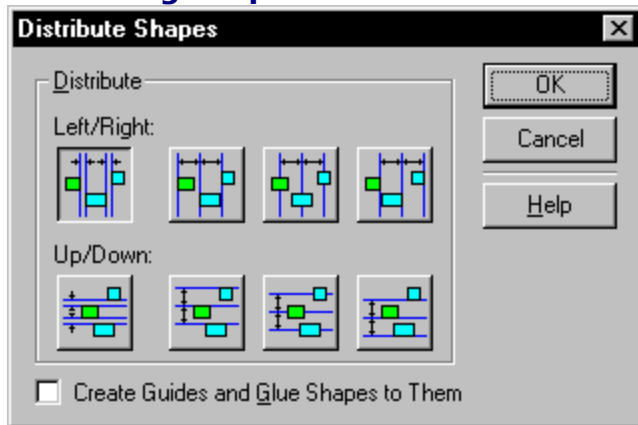 Distribute Shapes
Distribute
OK
Left/Right:
Cancel
Help
Up/Down:
Create Guides and Glue Shapes to Them